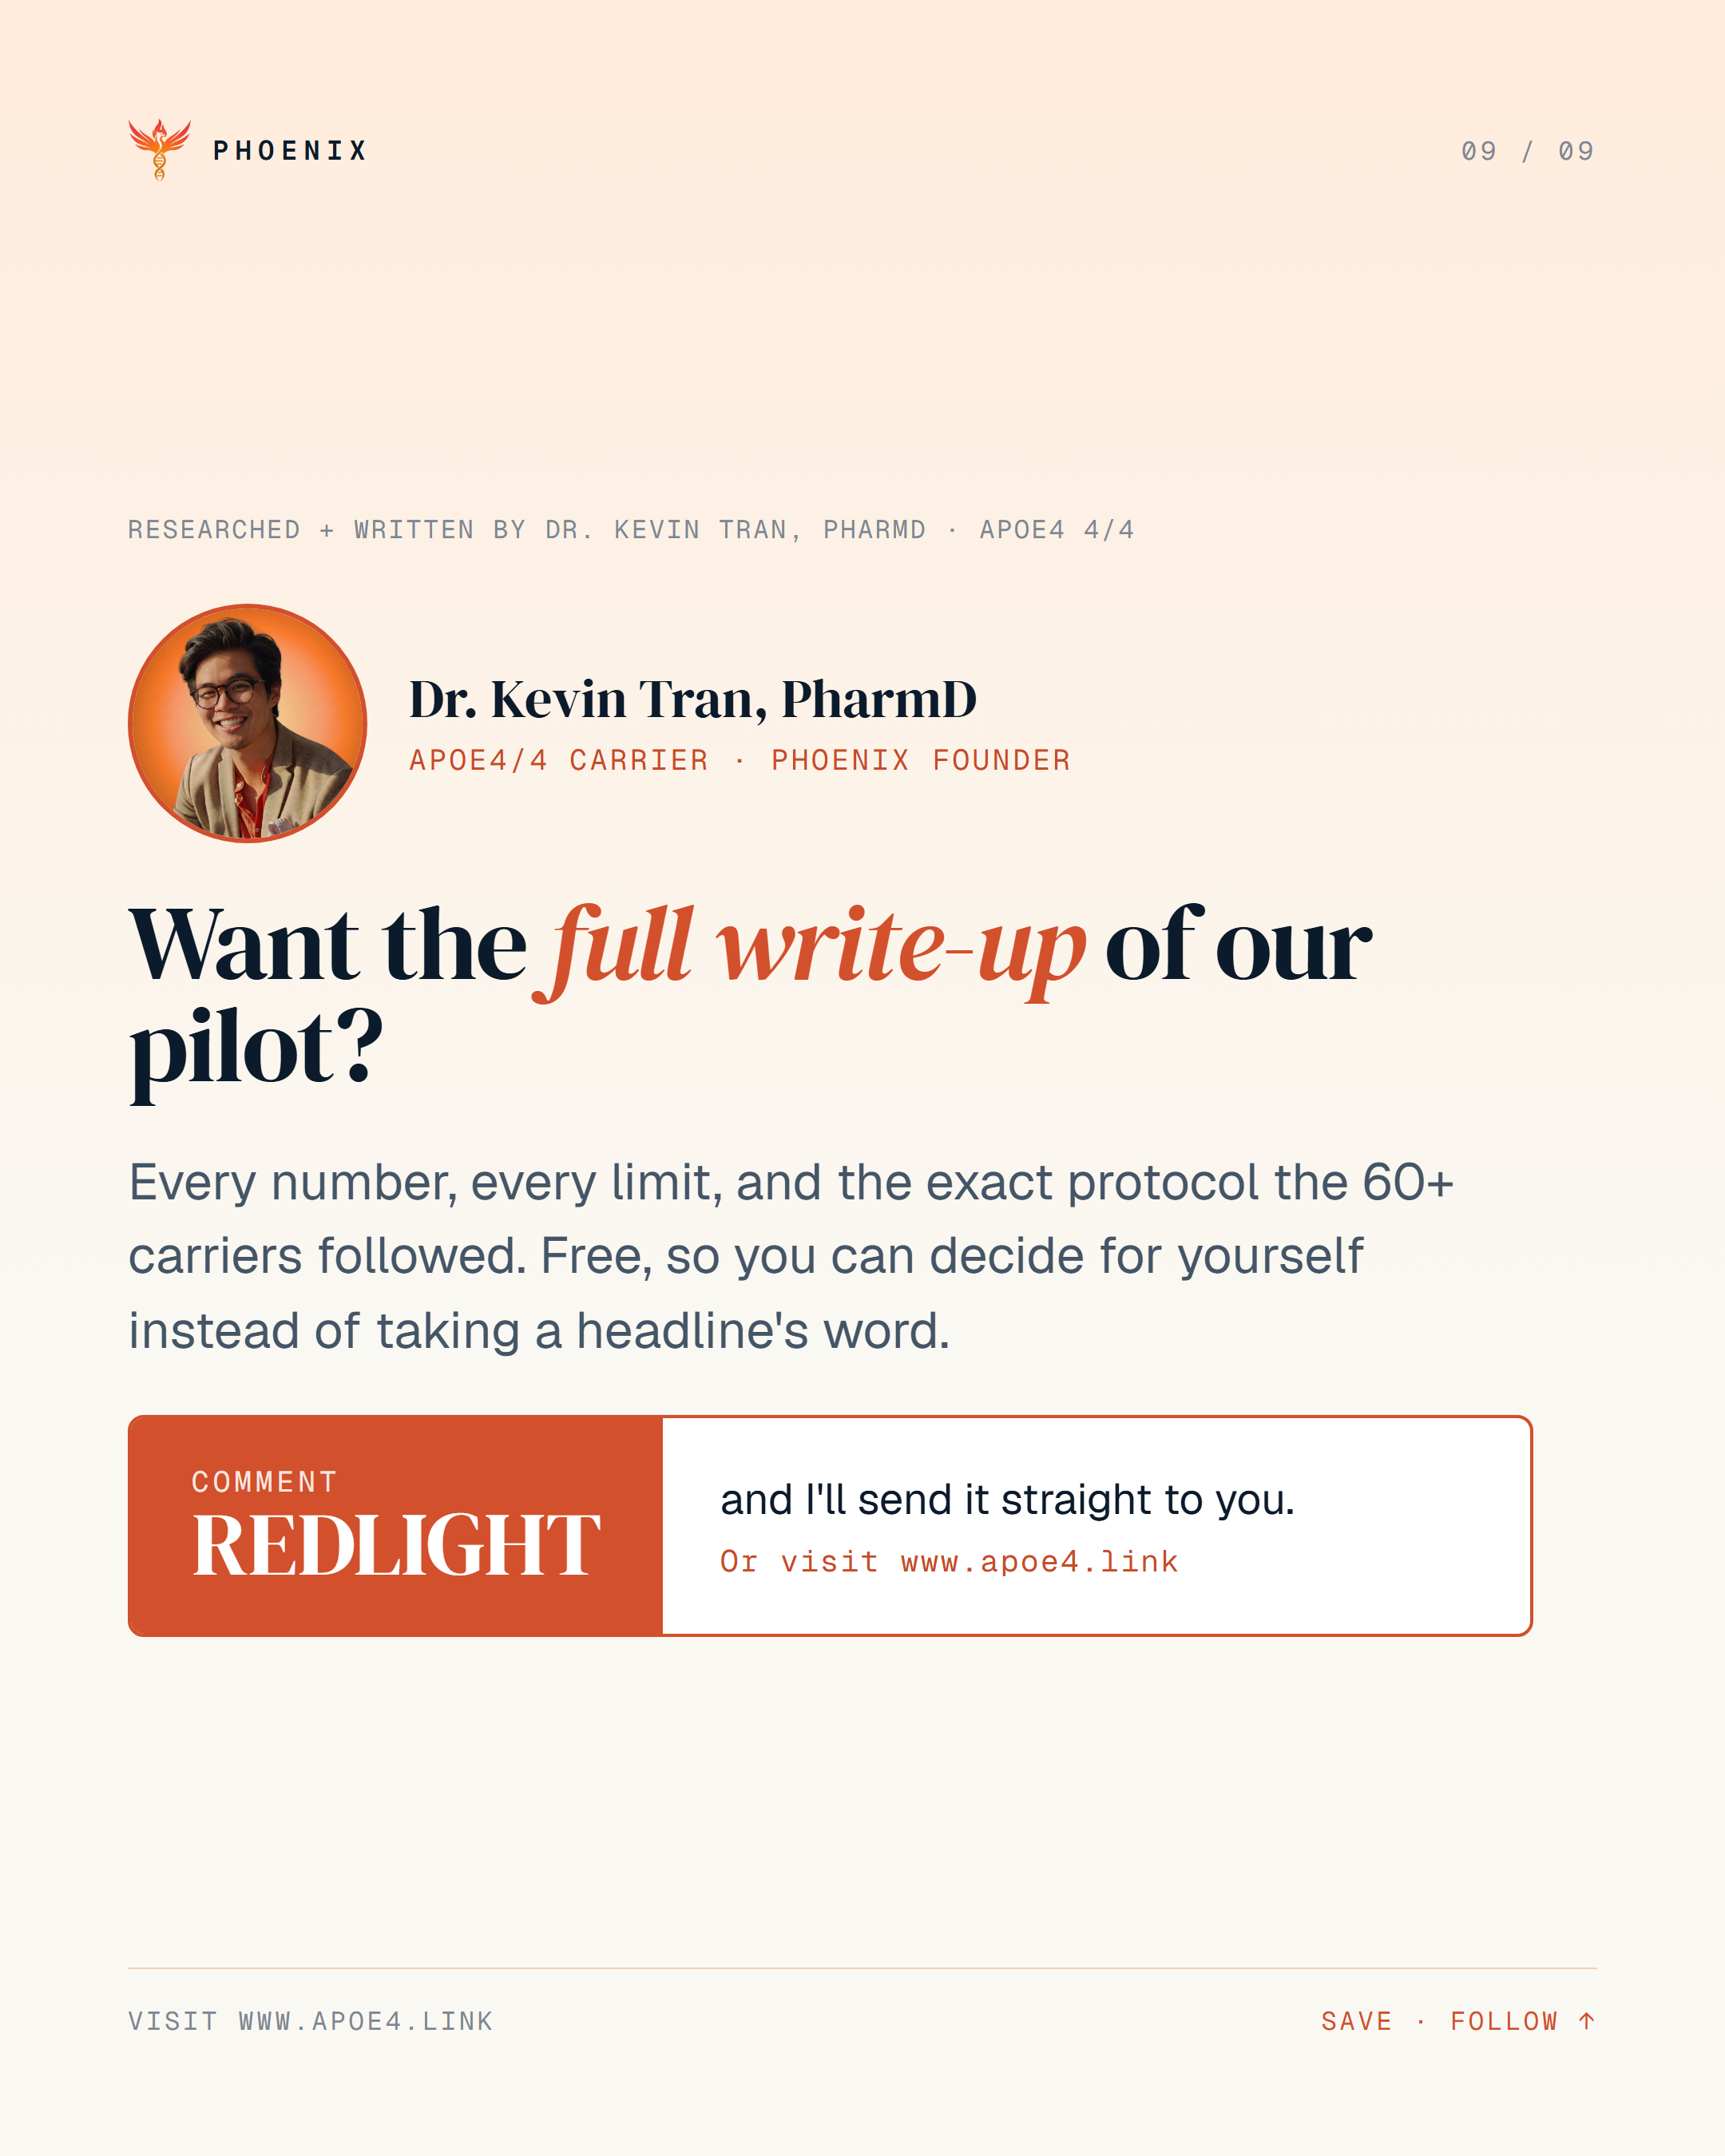 PHOENIX
09 / 09
RESEARCHED + WRITTEN BY DR. KEVIN TRAN, PHARMD · APOE4 4/4
Dr. Kevin Tran, PharmD
APOE4/4 CARRIER · PHOENIX FOUNDER
Want the full write-up of our
pilot?
Every number, every limit, and the exact protocol the 60+
carriers followed. Free, so you can decide for yourself
instead of taking a headline's word.
COMMENT
REDLIGHT
and I'll send it straight to you.
Or visit www.apoe4.link
VISIT WWW.APOE4.LINK
SAVE · FOLLOW ↑